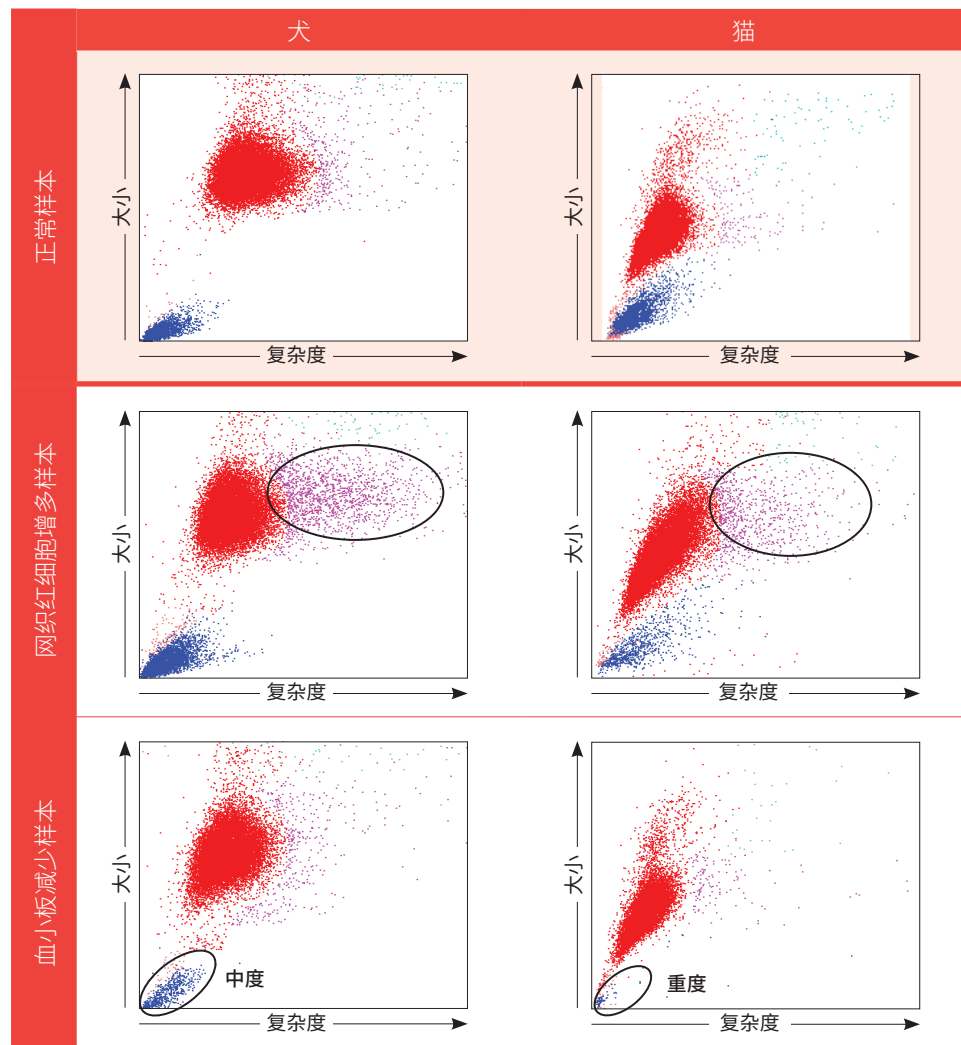 犬
猫
正常样本
大小
复杂度
大小
复杂度
网织红细胞增多样本
大小
复杂度
大小
复杂度
血小板减少样本
大小
中度
复杂度
大小
重度
复杂度